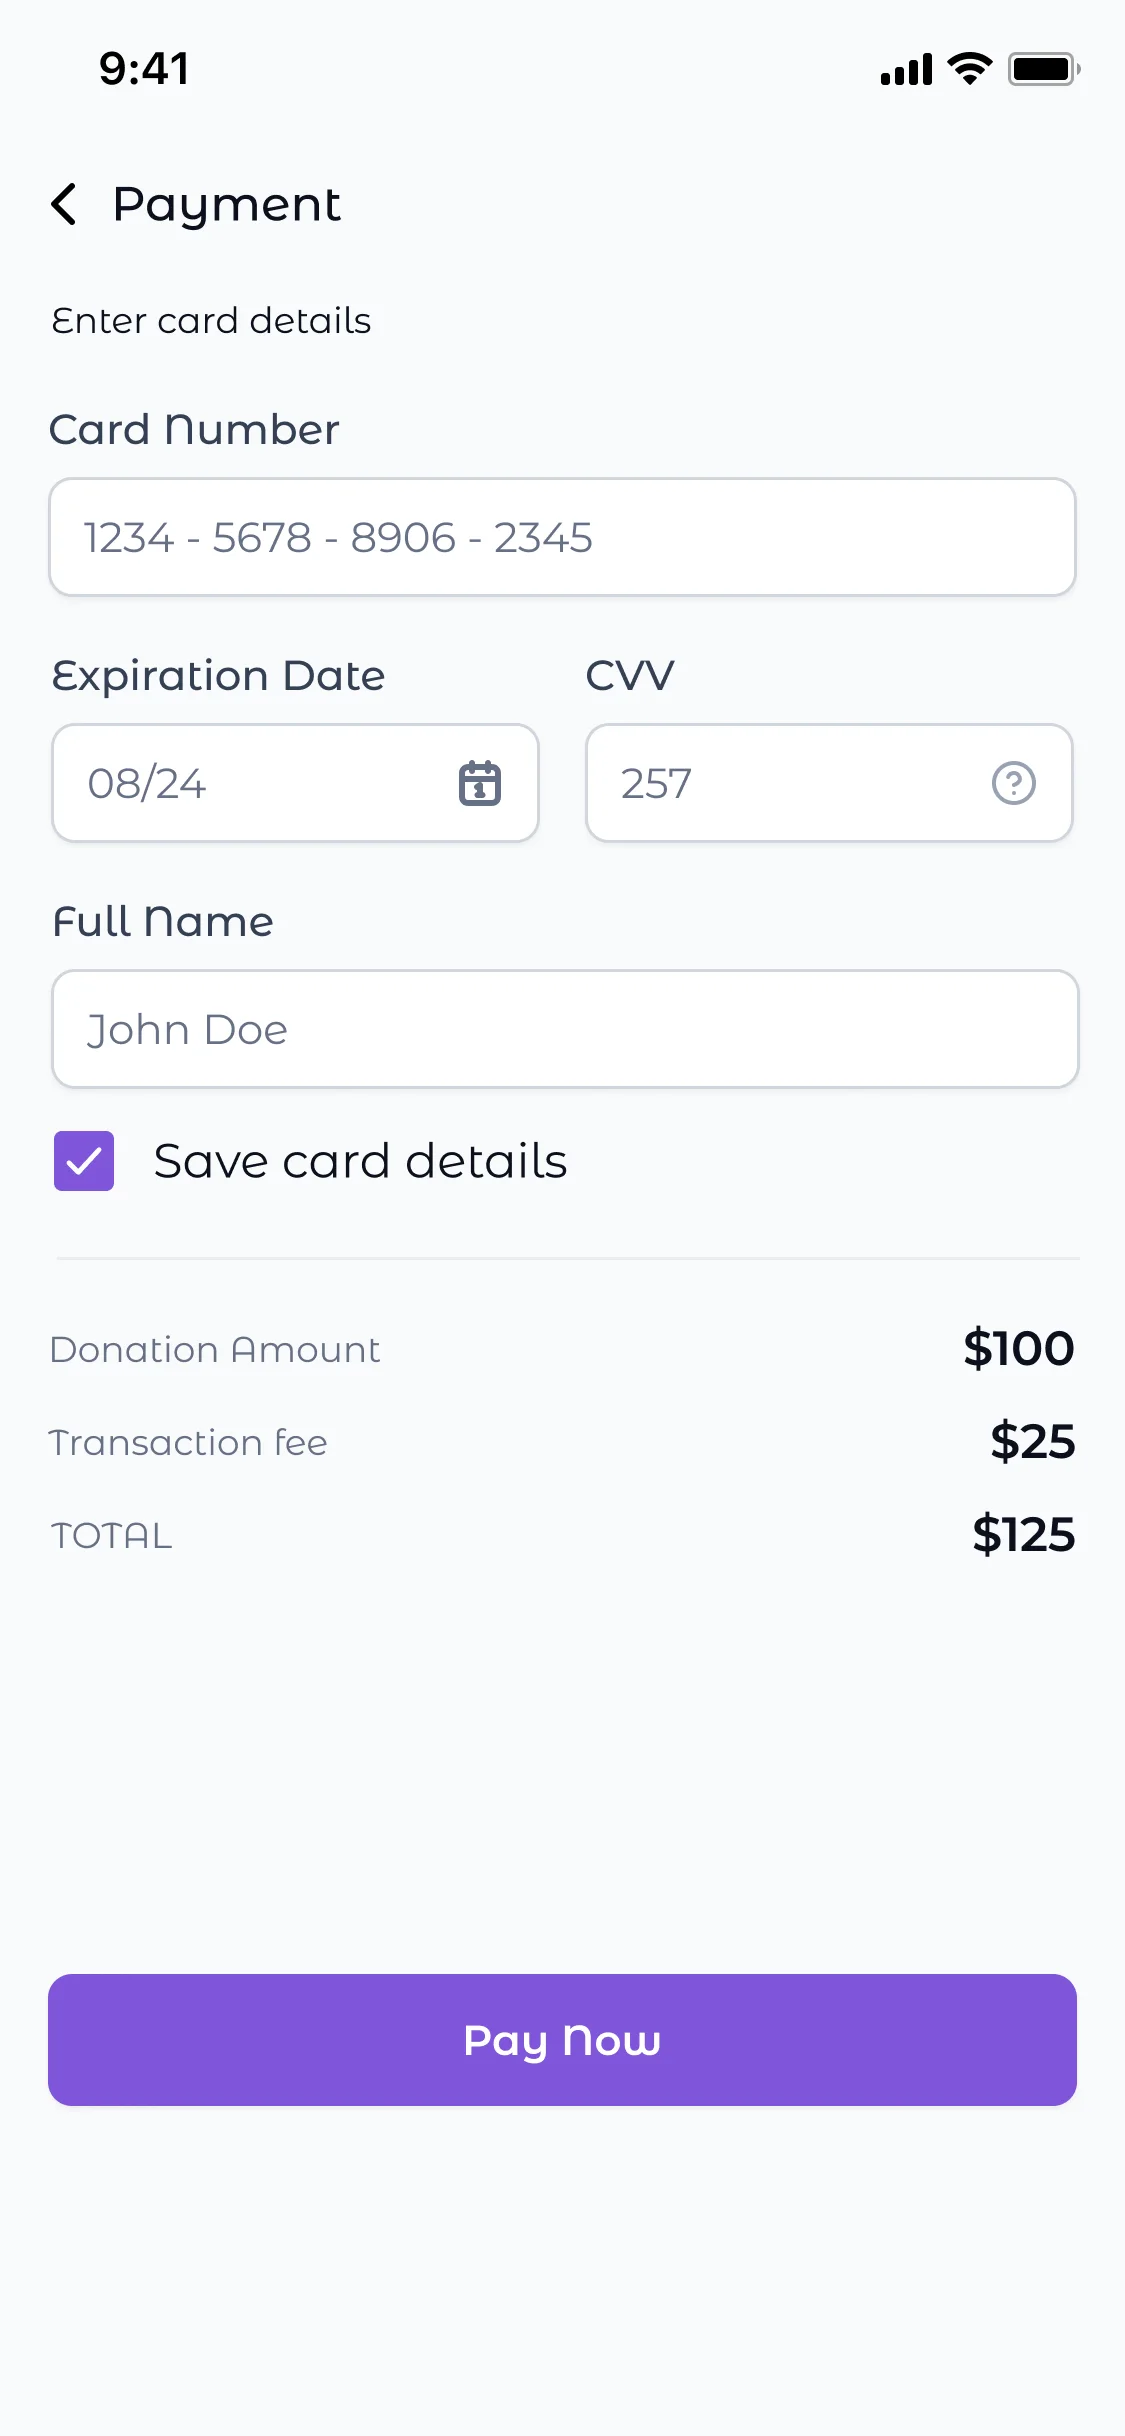 9:41
Payment
Enter card details
Card Number
1234 - 5678 - 8906 - 2345
Expiration Date CVV
08/24 257
Full Name
John Doe
Save card details
Donation Amount $100
Transaction fee $25
TOTAL $125
Pay Now